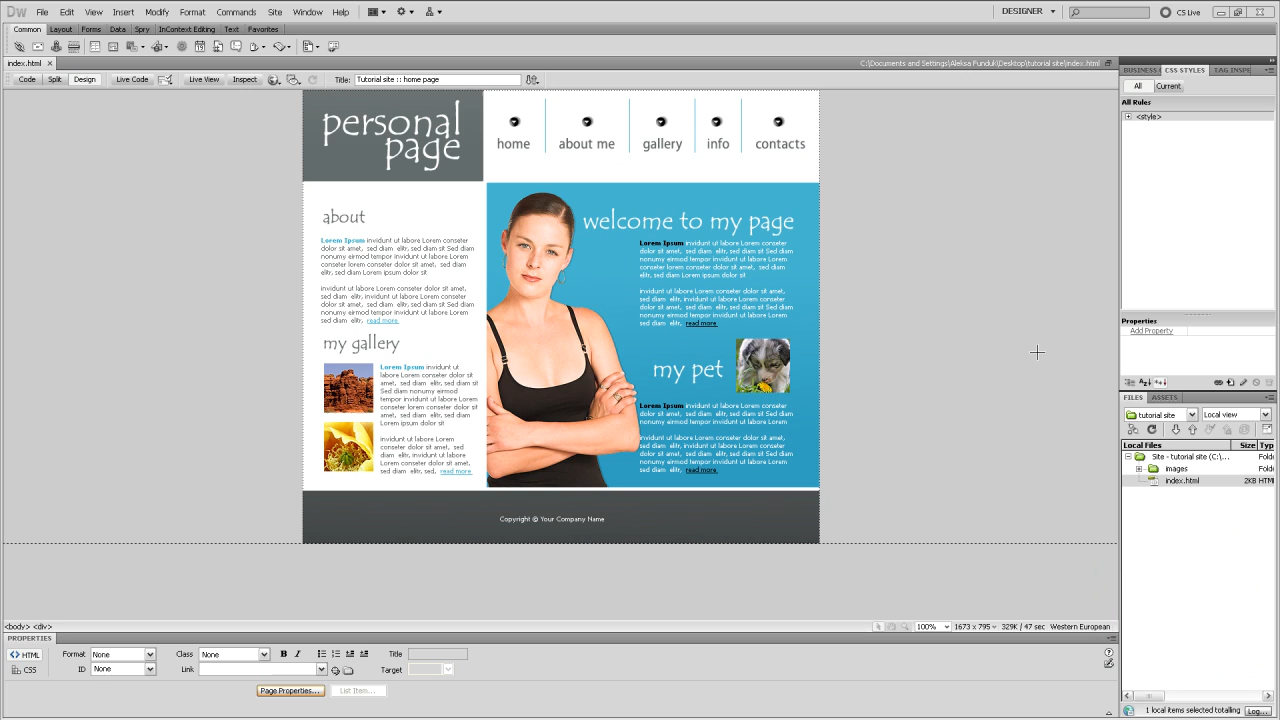 Dw File Edit View Insert Modify Format Commands Site Window Help DESIGNER CS Live
Common Layout Forms Data Spry InContext Editing Text Favorites
index.html C:\Documents and Settings\Aleksa Funduk\Desktop\tutorial site\index.html
Code Split Design Live Code Live View Inspect Title: Tutorial site :: home page
personal
page
home about me gallery info contacts
about
Lorem Ipsum invidunt ut labore Lorem conseter
dolor sit amet, sed diam elitr, sed diam sit Amet
nonumy eirmod tempor invidunt ut labore Lorem
conseter lorem conseter dolor sit amet, sed diam
elitr, sed diam Lorem ipsum dolor sit
invidunt ut labore Lorem conseter dolor sit amet,
sed diam elitr, invidunt ut labore Lorem conseter
dolor sit amet, sed diam elitr, sed diam sit Amet
nonumy eirmod tempor invidunt ut labore Lorem
sed diam elitr, read more
my gallery
Lorem Ipsum invidunt ut
labore Lorem conseter dolor sit
amet, sed diam elitr, sed diam
sit Amet nonumy eirmod
tempor invidunt ut labore
Lorem conseter lorem conseter
dolor sit amet, sed diam elitr,
sed diam Lorem
ipsum dolor sit
invidunt ut labore Lorem
conseter dolor sit amet, sed
diam elitr, invidunt ut labore
Lorem conseter dolor sit amet,
sed diam elitr, sed, read more
welcome to my page
Lorem Ipsum invidunt ut labore Lorem conseter
dolor sit amet, sed diam elitr, sed diam sit Amet
nonumy eirmod tempor invidunt ut labore Lorem
conseter lorem conseter dolor sit amet, sed diam
elitr, sed diam Lorem ipsum dolor sit
invidunt ut labore Lorem conseter dolor sit amet,
sed diam elitr, invidunt ut labore Lorem conseter
dolor sit amet, sed diam elitr, sed diam sit Amet
nonumy eirmod tempor invidunt ut labore Lorem
sed diam elitr, read more
my pet
Lorem Ipsum invidunt ut labore Lorem conseter
dolor sit amet, sed diam elitr, sed diam sit Amet
nonumy eirmod tempor invidunt ut labore Lorem
invidunt ut labore Lorem conseter dolor sit amet,
sed diam elitr, invidunt ut labore Lorem conseter
dolor sit amet, sed diam elitr, sed diam sit Amet
nonumy eirmod tempor invidunt ut labore Lorem
sed diam elitr, read more
Copyright © Your Company Name
BUSINESS CSS STYLES TAG INSPE
All Current
All Rules
<style>
Properties
Add Property
FILES ASSETS
tutorial site Local view
Local Files Size Typ
Site - tutorial site (C:\... Fold
images Fold
index.html 2KB HTM
1 local items selected totalling Log...
<body> <div> 100% 1673 x 795 329K / 47 sec Western European
PROPERTIES
HTML Format None Class None B I Title
CSS ID None Link Target
Page Properties... List Item...